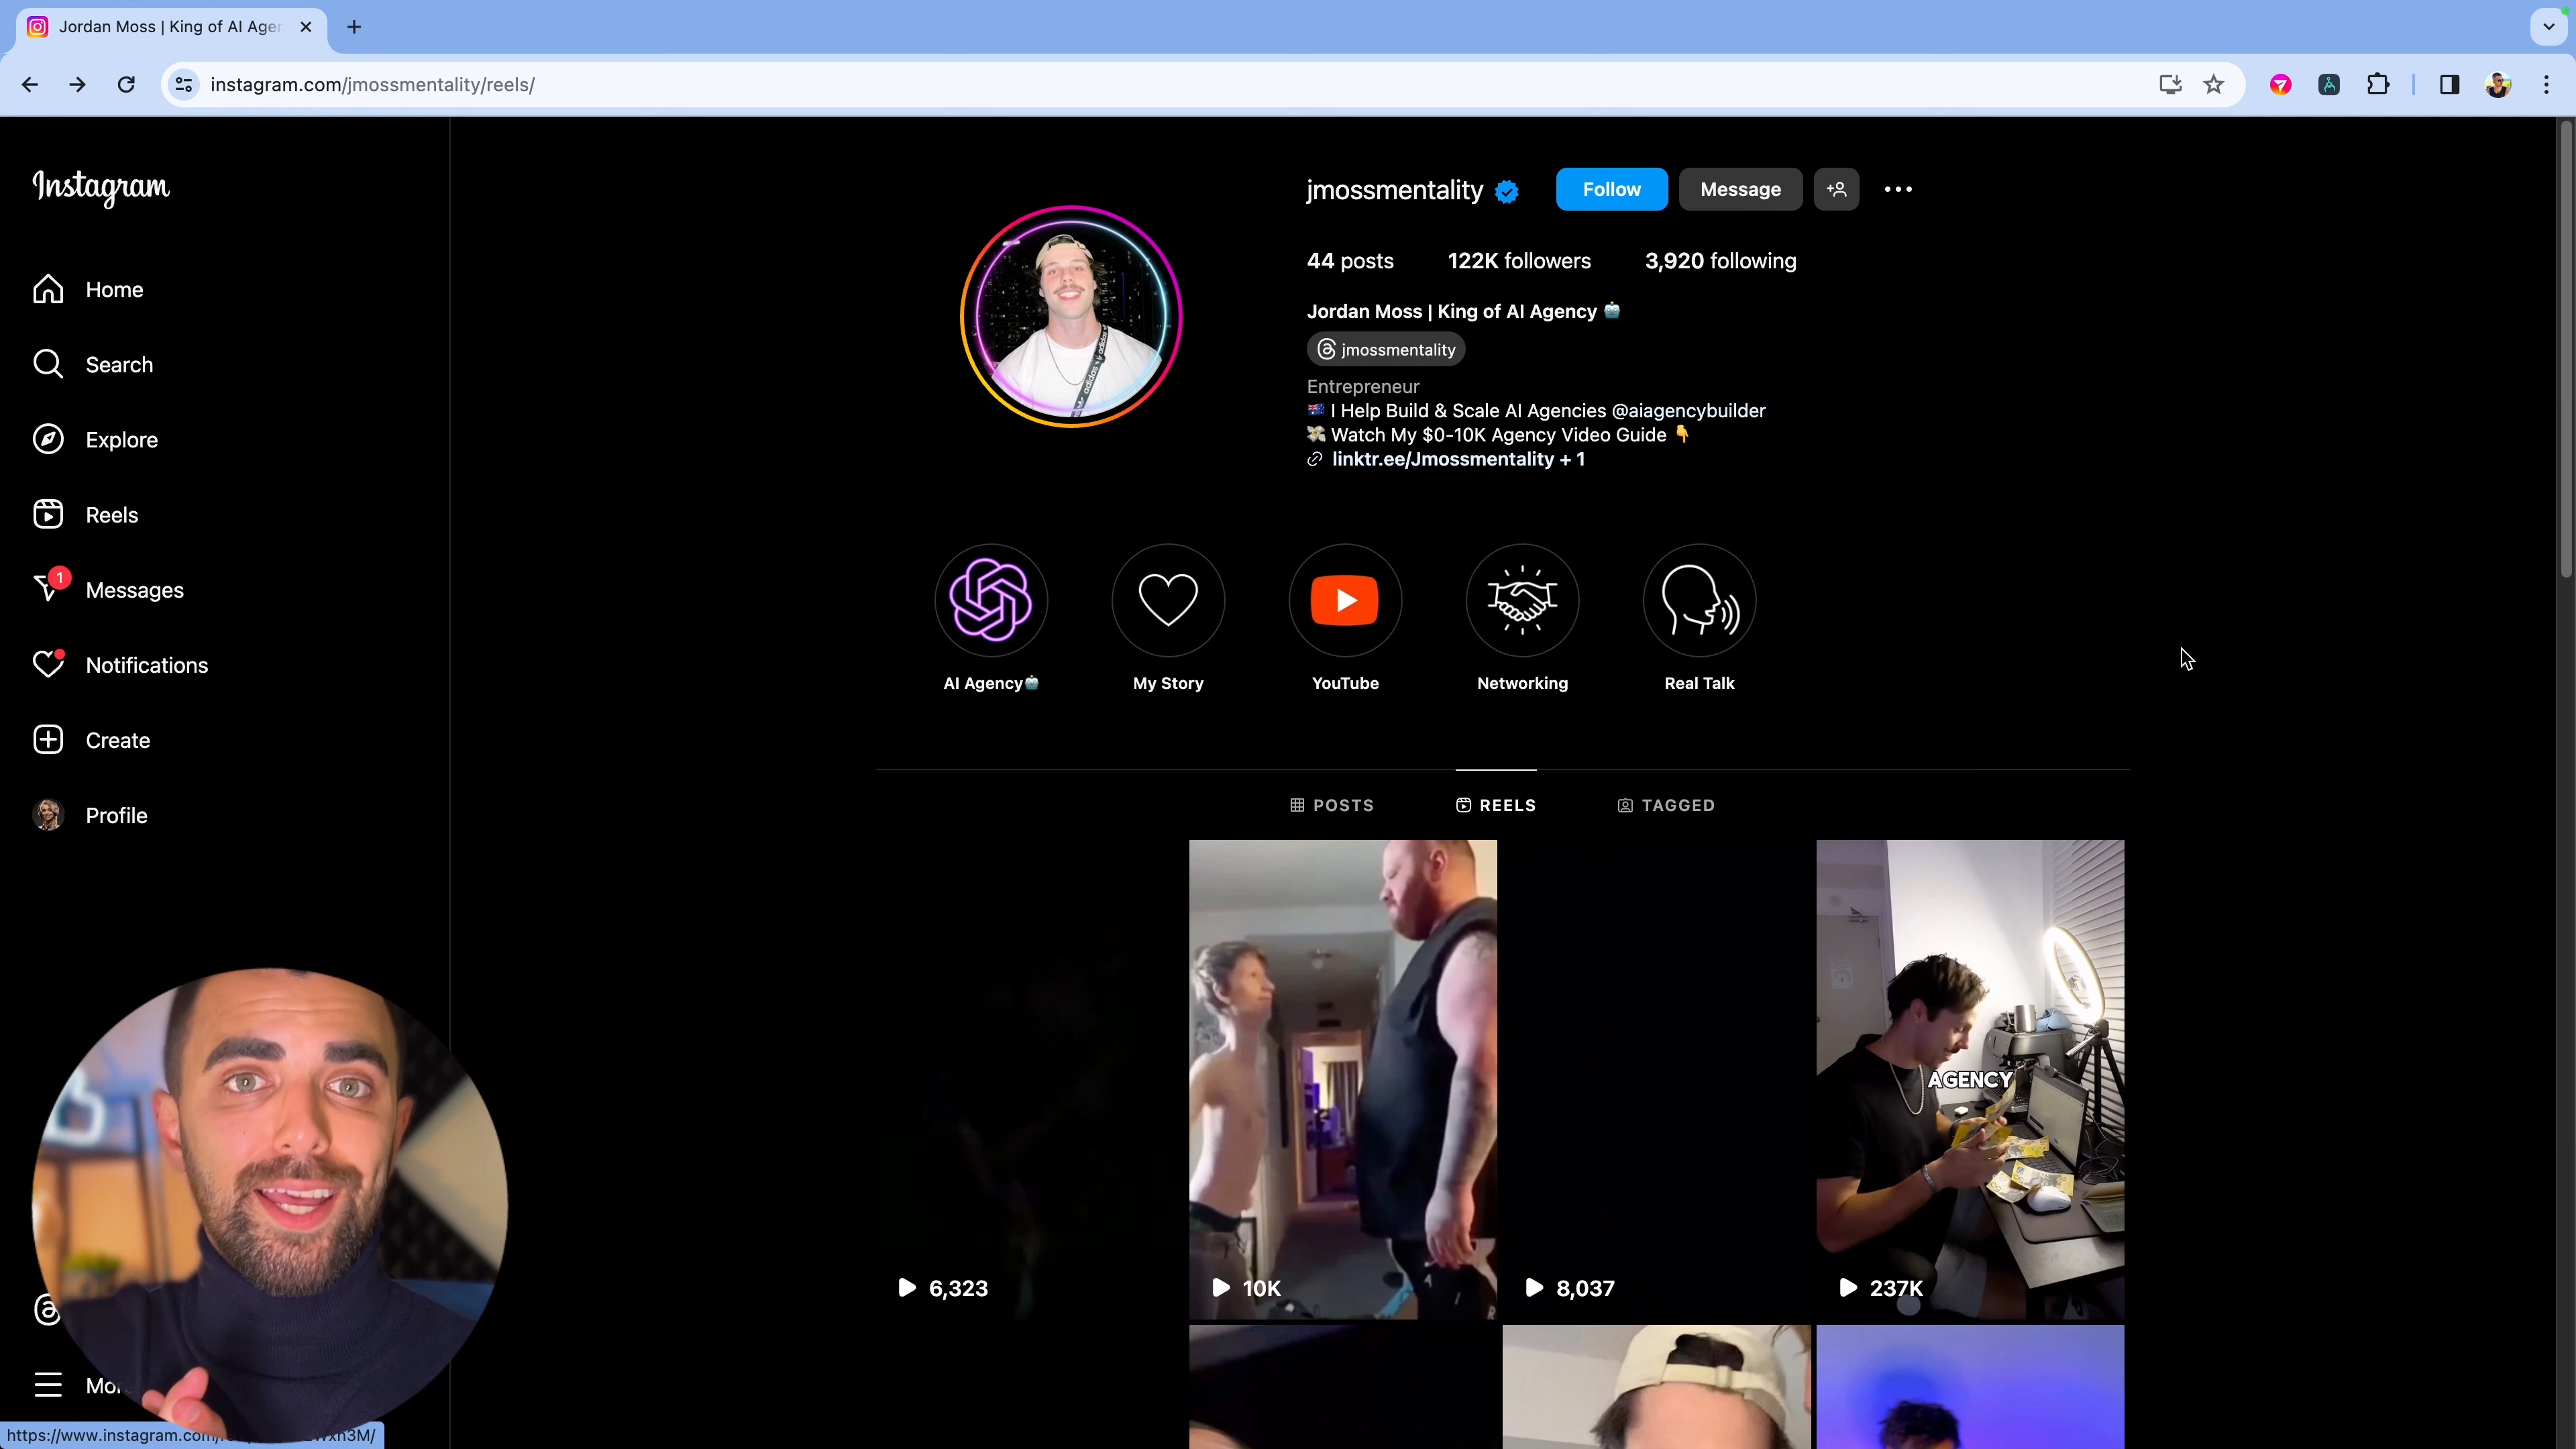 Jordan Moss | King of AI Agen
instagram.com/jmossmentality/reels/
Instagram
Home
Search
Explore
Reels
1
Messages
Notifications
Create
Profile
jmossmentality
Follow
Message
44 posts
122K followers
3,920 following
Jordan Moss | King of AI Agency 🤖
jmossmentality
Entrepreneur
🇦🇺 I Help Build & Scale AI Agencies @aiagencybuilder
💸 Watch My $0-10K Agency Video Guide 👇
linktr.ee/Jmossmentality + 1
AI Agency🤖
My Story
YouTube
Networking
Real Talk
POSTS
REELS
TAGGED
adidas
AGENCY
6,323
10K
8,037
237K
https://www.instagram.com/